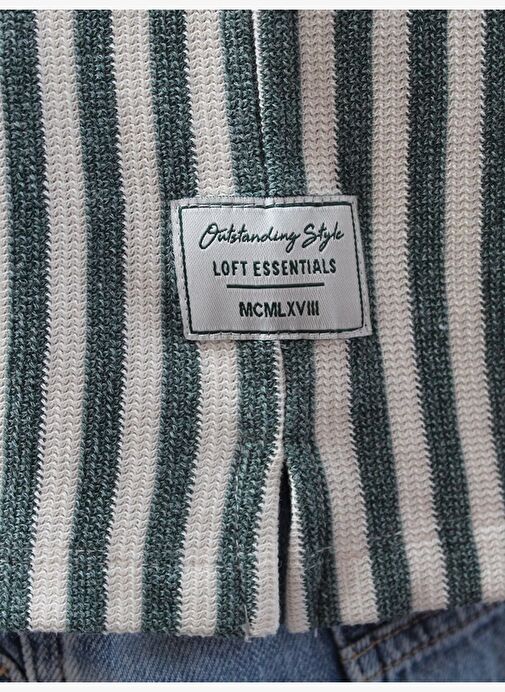 Outstanding Style
LOFT ESSENTIALS
MCMLXVIII